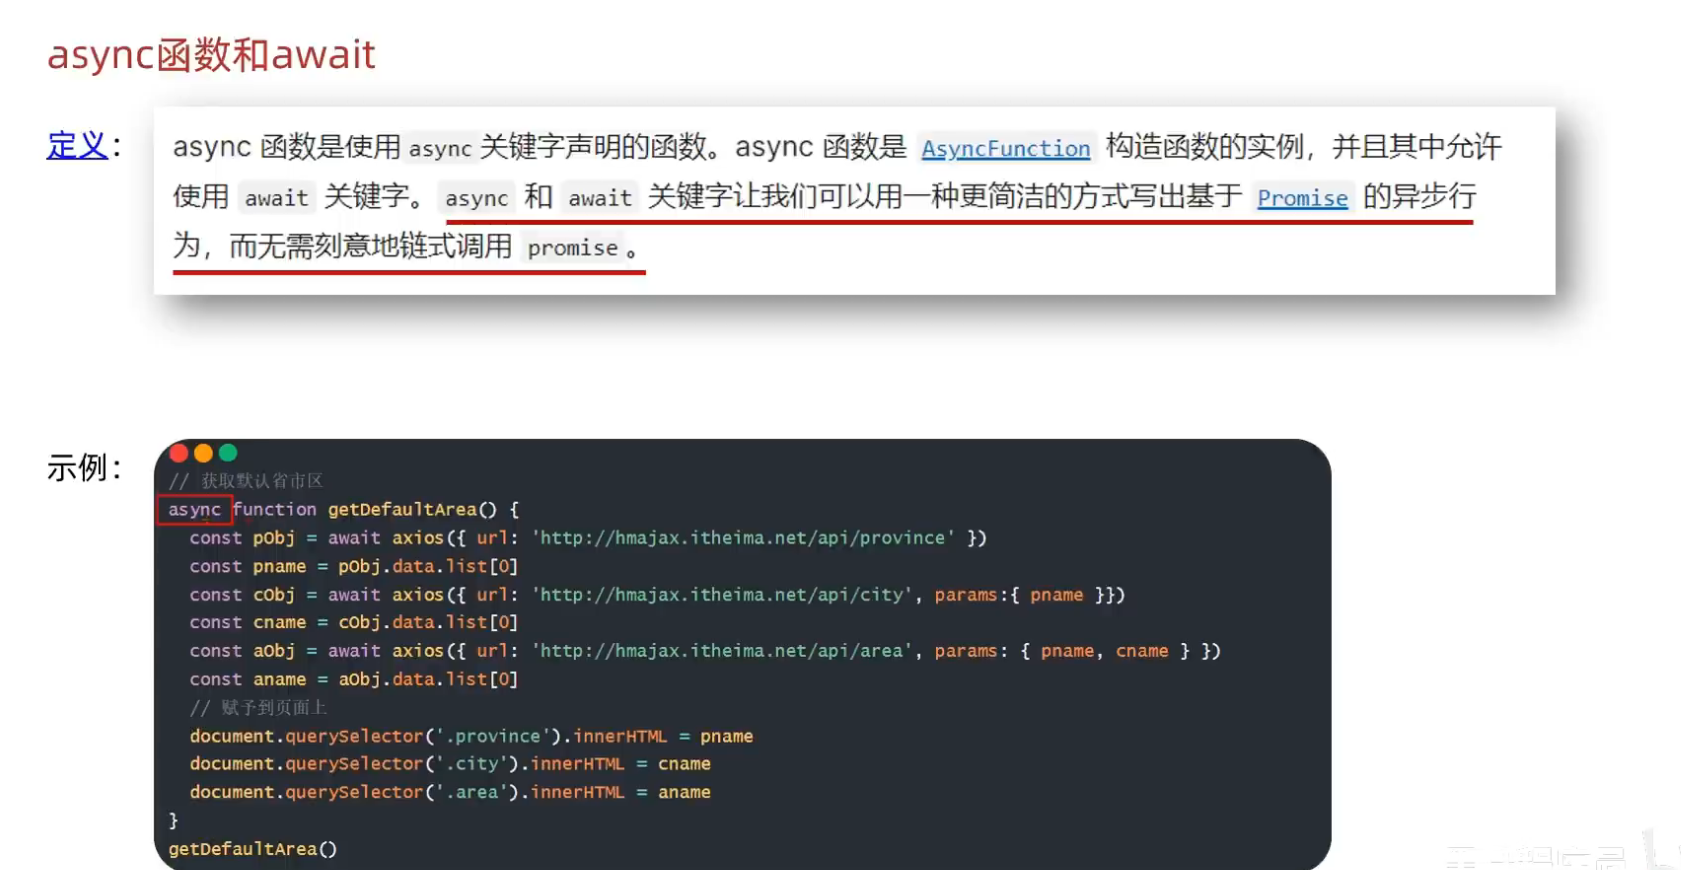 async函数和await
定义：
async 函数是使用 async 关键字声明的函数。async 函数是 AsyncFunction 构造函数的实例，并且其中允许
使用 await 关键字。async 和 await 关键字让我们可以用一种更简洁的方式写出基于 Promise 的异步行
为，而无需刻意地链式调用 promise。
示例：
// 获取默认省市区
async function getDefaultArea() {
  const pObj = await axios({ url: 'http://hmajax.itheima.net/api/province' })
  const pname = pObj.data.list[0]
  const cObj = await axios({ url: 'http://hmajax.itheima.net/api/city', params:{ pname }})
  const cname = cObj.data.list[0]
  const aObj = await axios({ url: 'http://hmajax.itheima.net/api/area', params: { pname, cname } })
  const aname = aObj.data.list[0]
  // 赋予到页面上
  document.querySelector('.province').innerHTML = pname
  document.querySelector('.city').innerHTML = cname
  document.querySelector('.area').innerHTML = aname
}
getDefaultArea()